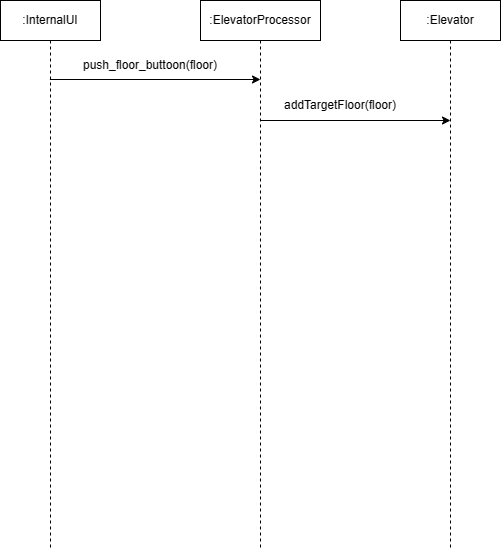 :InternalUI
:ElevatorProcessor
:Elevator
push_floor_buttoon(floor)
addTargetFloor(floor)